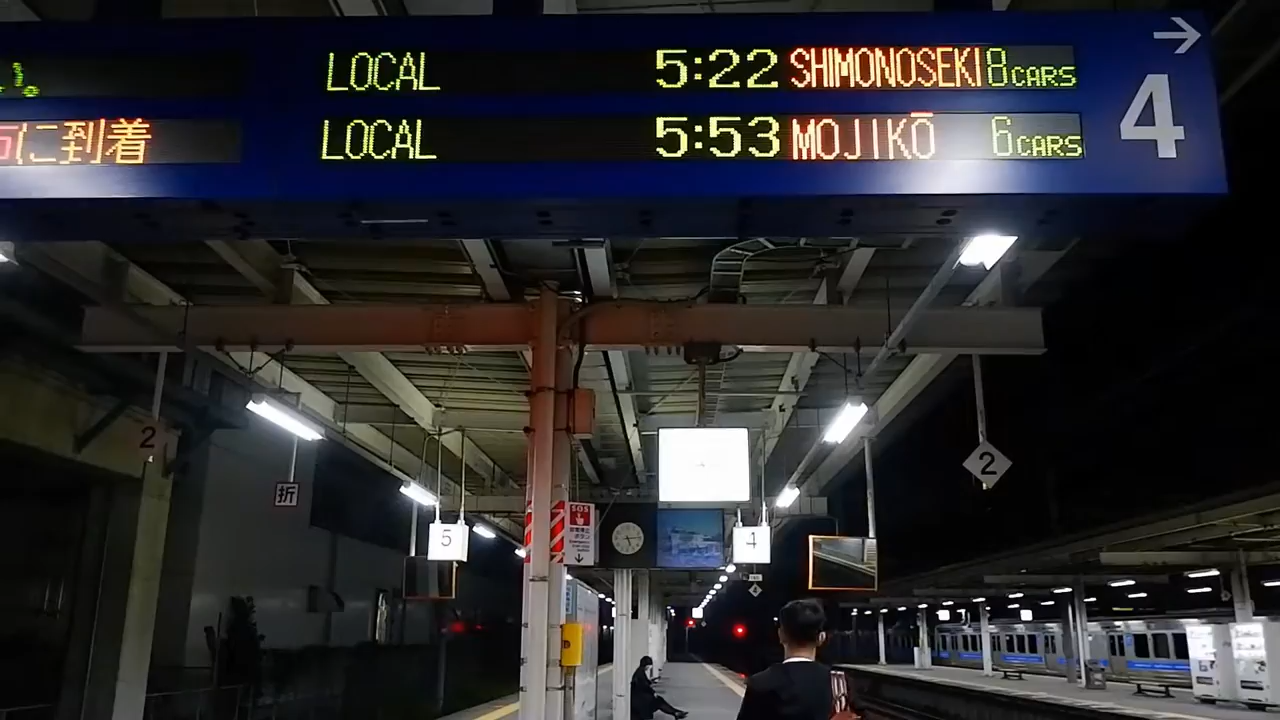 LOCAL 5:22 SHIMONOSEKI 8CARS
に到着 LOCAL 5:53 MOJIKŌ 6CARS
→
4
2
2
折
5
SOS
4